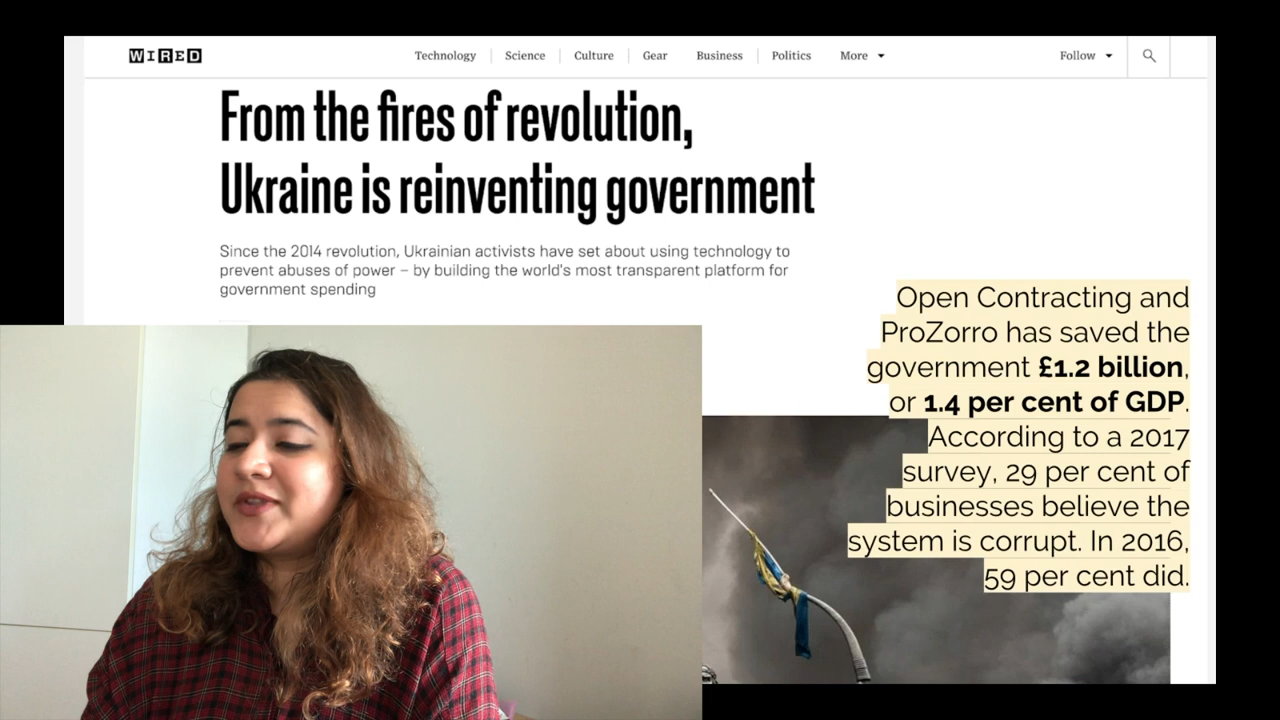 WIRED
Technology
Science
Culture
Gear
Business
Politics
More
Follow
From the fires of revolution,
Ukraine is reinventing government
Since the 2014 revolution, Ukrainian activists have set about using technology to
prevent abuses of power – by building the world's most transparent platform for
government spending
Open Contracting and
ProZorro has saved the
government £1.2 billion,
or 1.4 per cent of GDP.
According to a 2017
survey, 29 per cent of
businesses believe the
system is corrupt. In 2016,
59 per cent did.